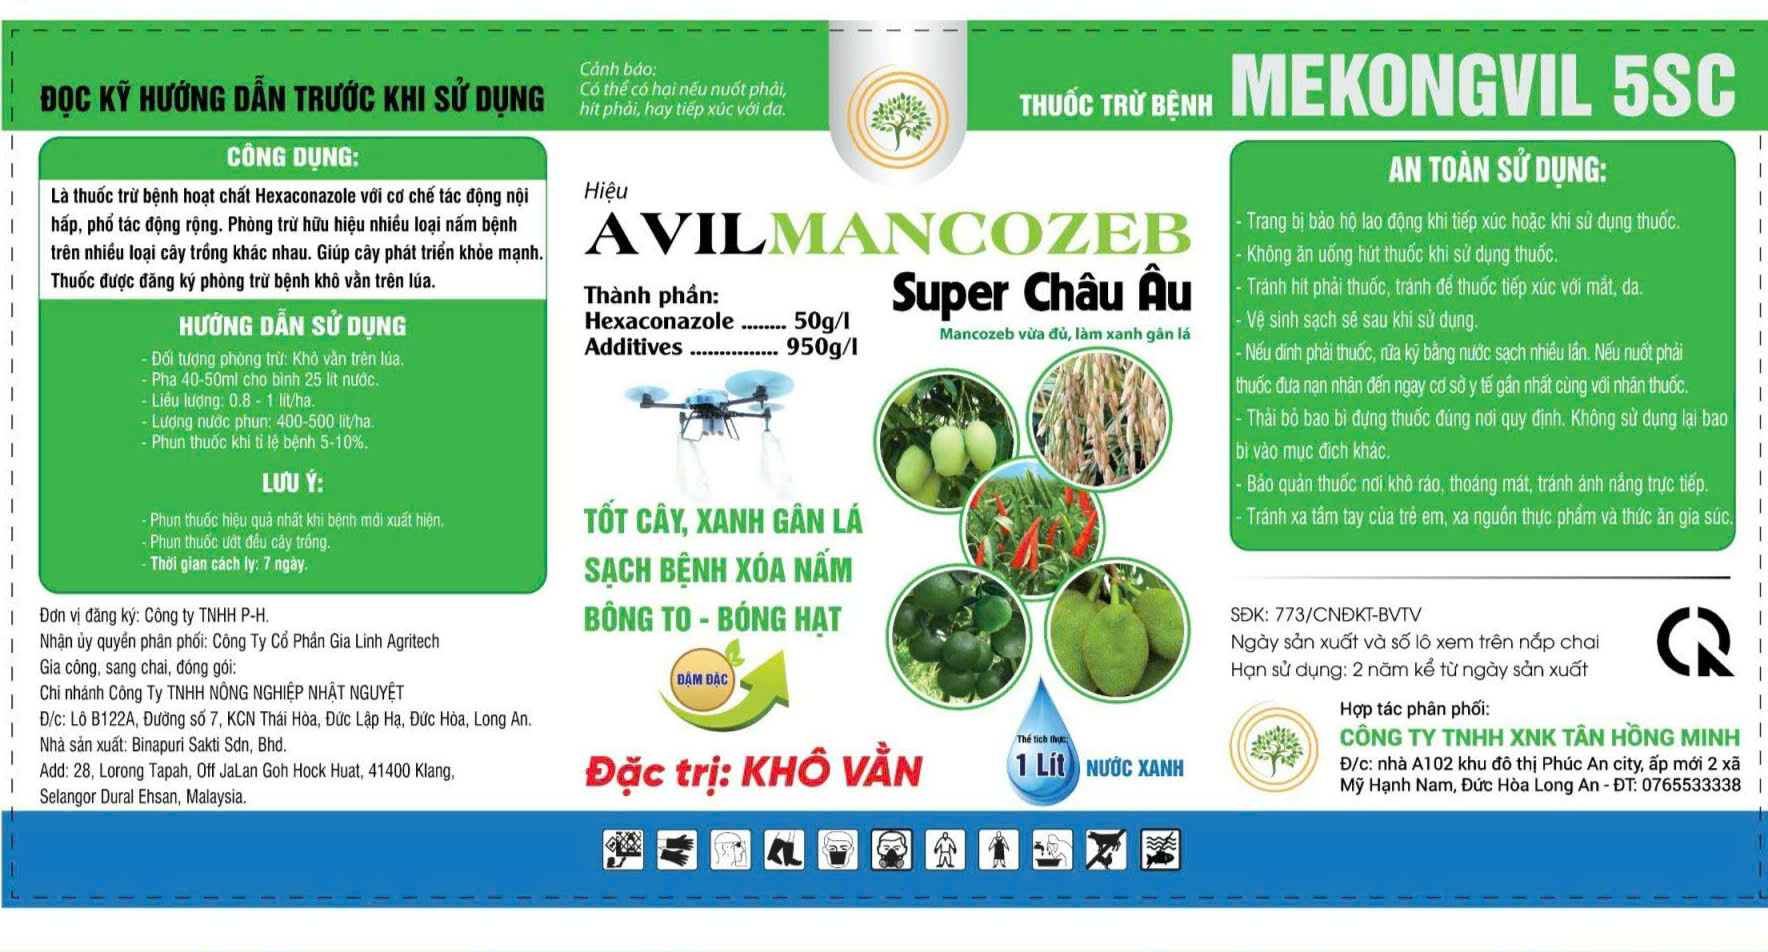 ĐỌC KỸ HƯỚNG DẪN TRƯỚC KHI SỬ DỤNG
CÔNG DỤNG:
Là thuốc trừ bệnh hoạt chất Hexaconazole với cơ chế tác động nội
hấp, phổ tác động rộng. Phòng trừ hữu hiệu nhiều loại nấm bệnh
trên nhiều loại cây trồng khác nhau. Giúp cây phát triển khỏe mạnh.
Thuốc được đăng ký phòng trừ bệnh khô vằn trên lúa.
HƯỚNG DẪN SỬ DỤNG
- Đối tượng phòng trừ: Khô vằn trên lúa.
- Pha 40-50ml cho bình 25 lít nước.
- Liều lượng: 0.8 - 1 lít/ha.
- Lượng nước phun: 400-500 lít/ha.
- Phun thuốc khi tỉ lệ bệnh 5-10%.
LƯU Ý:
- Phun thuốc hiệu quả nhất khi bệnh mới xuất hiện.
- Phun thuốc ướt đều cây trồng.
- Thời gian cách ly: 7 ngày.
Đơn vị đăng ký: Công ty TNHH P-H.
Nhận ủy quyền phân phối: Công Ty Cổ Phần Gia Linh Agritech
Gia công, sang chai, đóng gói:
Chi nhánh Công Ty TNHH NÔNG NGHIỆP NHẬT NGUYỆT
Đ/c: Lô B122A, Đường số 7, KCN Thái Hòa, Đức Lập Hạ, Đức Hòa, Long An.
Nhà sản xuất: Binapuri Sakti Sdn, Bhd.
Add: 28, Lorong Tapah, Off JaLan Goh Hock Huat, 41400 Klang,
Selangor Dural Ehsan, Malaysia.
Cảnh báo:
Có thể có hại nếu nuốt phải,
hít phải, hay tiếp xúc với da.
Hiệu
AVILMANCOZEB
Super Châu Âu
Mancozeb vừa đủ, làm xanh gân lá
Thành phần:
Hexaconazole ........ 50g/l
Additives ............... 950g/l
TỐT CÂY, XANH GÂN LÁ
SẠCH BỆNH XÓA NẤM
BÔNG TO - BÓNG HẠT
ĐẬM ĐẶC
Đặc trị: KHÔ VẰN
Thể tích thực:
1 Lít
NƯỚC XANH
THUỐC TRỪ BỆNH MEKONGVIL 5SC
AN TOÀN SỬ DỤNG:
- Trang bị bảo hộ lao động khi tiếp xúc hoặc khi sử dụng thuốc.
- Không ăn uống hút thuốc khi sử dụng thuốc.
- Tránh hít phải thuốc, tránh để thuốc tiếp xúc với mắt, da.
- Vệ sinh sạch sẽ sau khi sử dụng.
- Nếu dính phải thuốc, rửa kỹ bằng nước sạch nhiều lần. Nếu nuốt phải
thuốc đưa nạn nhân đến ngay cơ sở y tế gần nhất cùng với nhãn thuốc.
- Thải bỏ bao bì đựng thuốc đúng nơi quy định. Không sử dụng lại bao
bì vào mục đích khác.
- Bảo quản thuốc nơi khô ráo, thoáng mát, tránh ánh nắng trực tiếp.
- Tránh xa tầm tay của trẻ em, xa nguồn thực phẩm và thức ăn gia súc.
SĐK: 773/CNĐKT-BVTV
Ngày sản xuất và số lô xem trên nắp chai
Hạn sử dụng: 2 năm kể từ ngày sản xuất
Hợp tác phân phối:
CÔNG TY TNHH XNK TÂN HỒNG MINH
Đ/c: nhà A102 khu đô thị Phúc An city, ấp mới 2 xã
Mỹ Hạnh Nam, Đức Hòa Long An - ĐT: 0765533338